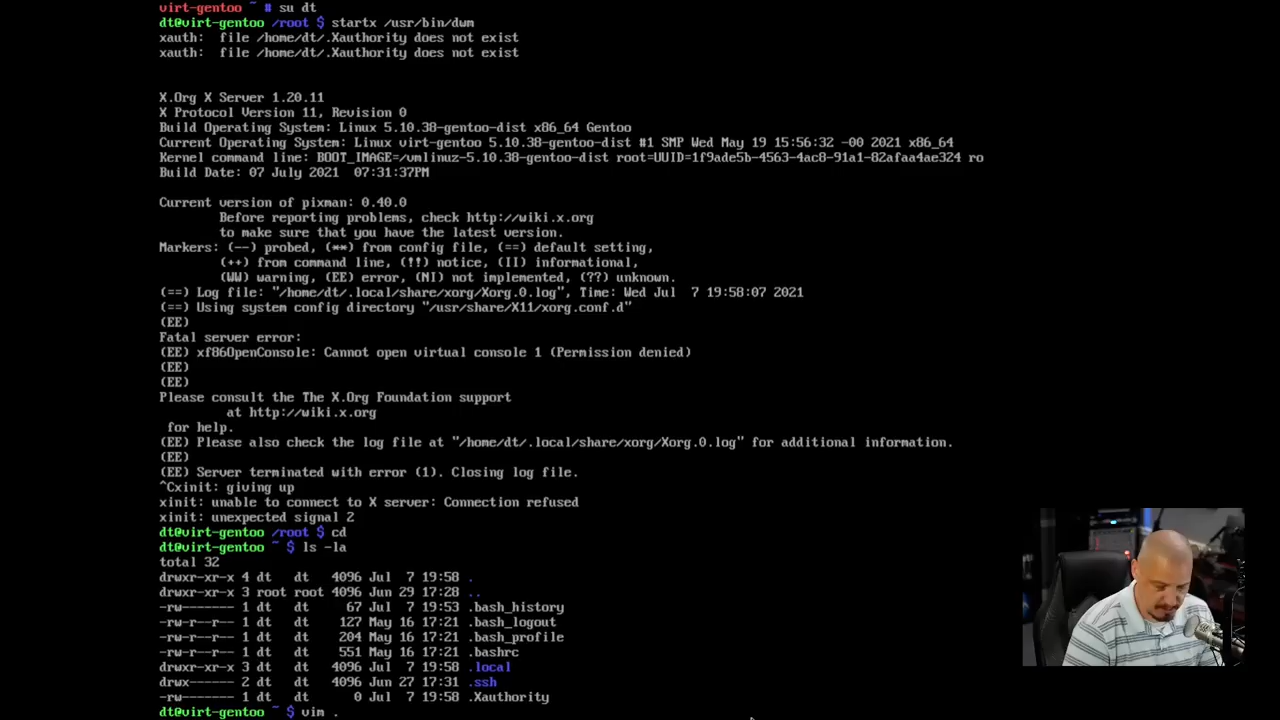 virt-gentoo ~ # su dt
dt@virt-gentoo /root $ startx /usr/bin/dwm
xauth:  file /home/dt/.Xauthority does not exist
xauth:  file /home/dt/.Xauthority does not exist
X.Org X Server 1.20.11
X Protocol Version 11, Revision 0
Build Operating System: Linux 5.10.38-gentoo-dist x86_64 Gentoo
Current Operating System: Linux virt-gentoo 5.10.38-gentoo-dist #1 SMP Wed May 19 15:56:32 -00 2021 x86_64
Kernel command line: BOOT_IMAGE=/vmlinuz-5.10.38-gentoo-dist root=UUID=1f9ade5b-4563-4ac8-91a1-82afaa4ae324 ro
Build Date: 07 July 2021  07:31:37PM
Current version of pixman: 0.40.0
Before reporting problems, check http://wiki.x.org
to make sure that you have the latest version.
Markers: (--) probed, (**) from config file, (==) default setting,
(++) from command line, (!!) notice, (II) informational,
(WW) warning, (EE) error, (NI) not implemented, (??) unknown.
(==) Log file: "/home/dt/.local/share/xorg/Xorg.0.log", Time: Wed Jul  7 19:58:07 2021
(==) Using system config directory "/usr/share/X11/xorg.conf.d"
(EE)
Fatal server error:
(EE) xf86OpenConsole: Cannot open virtual console 1 (Permission denied)
(EE)
(EE)
Please consult the The X.Org Foundation support
at http://wiki.x.org
for help.
(EE) Please also check the log file at "/home/dt/.local/share/xorg/Xorg.0.log" for additional information.
(EE)
(EE) Server terminated with error (1). Closing log file.
^Cxinit: giving up
xinit: unable to connect to X server: Connection refused
xinit: unexpected signal 2
dt@virt-gentoo /root $ cd
dt@virt-gentoo ~ $ ls -la
total 32
drwxr-xr-x 4 dt   dt   4096 Jul  7 19:58 .
drwxr-xr-x 3 root root 4096 Jun 29 17:28 ..
-rw------- 1 dt   dt     67 Jul  7 19:53 .bash_history
-rw-r--r-- 1 dt   dt    127 May 16 17:21 .bash_logout
-rw-r--r-- 1 dt   dt    204 May 16 17:21 .bash_profile
-rw-r--r-- 1 dt   dt    551 May 16 17:21 .bashrc
drwxr-xr-x 3 dt   dt   4096 Jul  7 19:58 .local
drwx------ 2 dt   dt   4096 Jun 27 17:31 .ssh
-rw------- 1 dt   dt      0 Jul  7 19:58 .Xauthority
dt@virt-gentoo ~ $ vim .